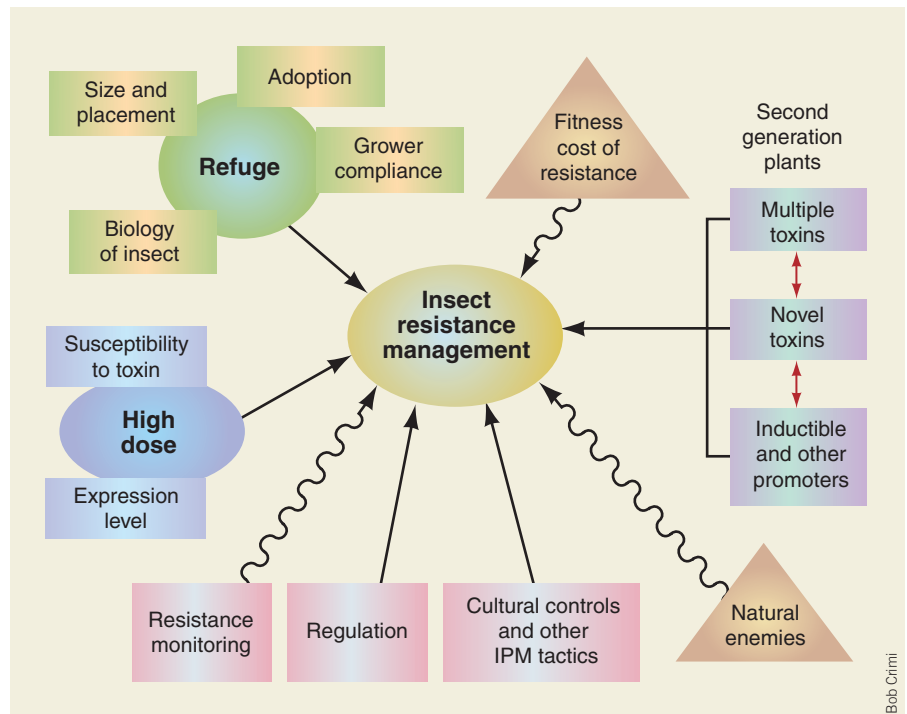 Size and
placement
Adoption
Refuge
Grower
compliance
Biology
of insect
Fitness
cost of
resistance
Second
generation
plants
Multiple
toxins
Novel
toxins
Inductible
and other
promoters
Insect
resistance
management
Susceptibility
to toxin
High
dose
Expression
level
Resistance
monitoring
Regulation
Cultural controls
and other
IPM tactics
Natural
enemies
Bob Crimi